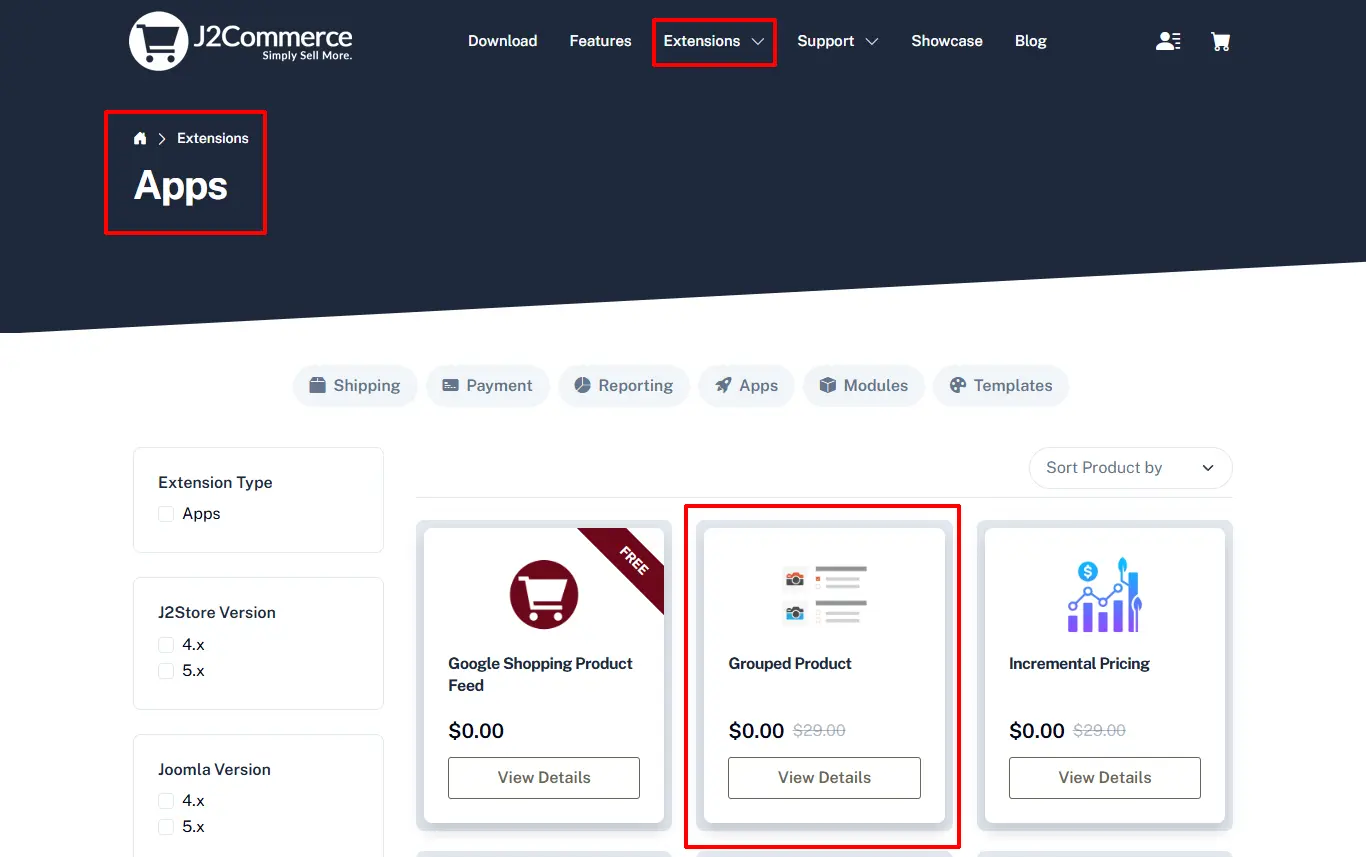 J2Commerce
Simply Sell More.
Download Features Extensions Support Showcase Blog
Extensions
Apps
Shipping Payment Reporting Apps Modules Templates
Extension Type
Apps
J2Store Version
4.x
5.x
Joomla Version
4.x
5.x
Sort Product by
FREE
Google Shopping Product
Feed
$0.00
View Details
Grouped Product
$0.00 $29.00
View Details
$
Incremental Pricing
$0.00 $29.00
View Details